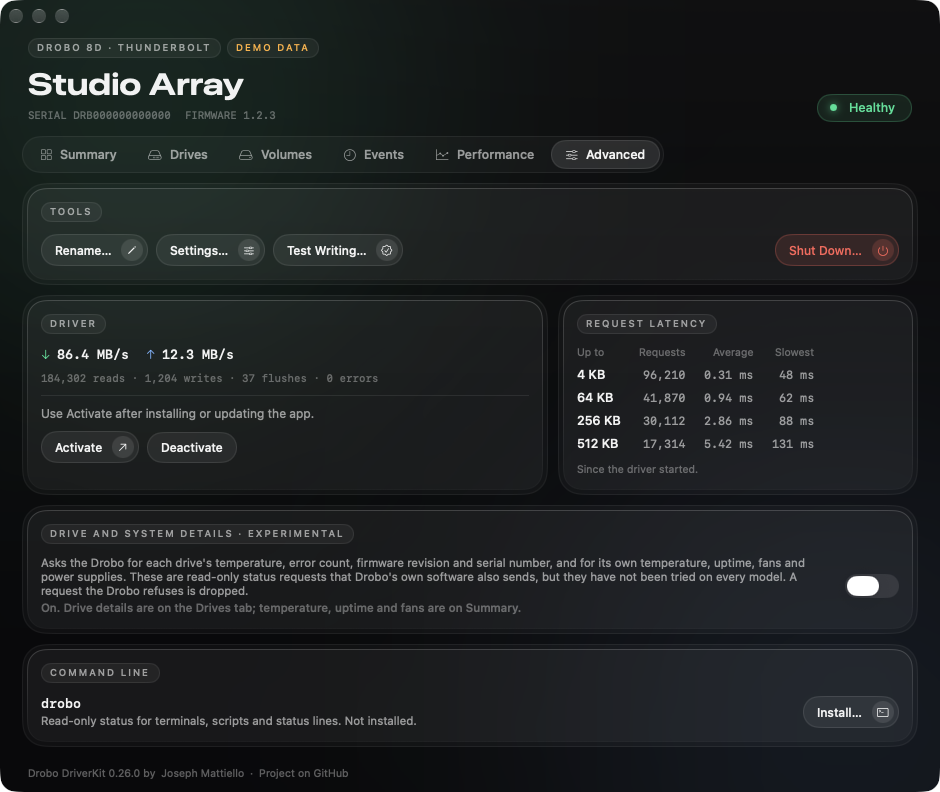 DROBO 8D · THUNDERBOLT DEMO DATA
Studio Array
SERIAL DRB000000000000 FIRMWARE 1.2.3
Healthy
Summary Drives Volumes Events Performance Advanced
TOOLS
Rename... Settings... Test Writing... Shut Down...
DRIVER
↓ 86.4 MB/s ↑ 12.3 MB/s
184,302 reads · 1,204 writes · 37 flushes · 0 errors
Use Activate after installing or updating the app.
Activate Deactivate
REQUEST LATENCY
Up to Requests Average Slowest
4 KB 96,210 0.31 ms 48 ms
64 KB 41,870 0.94 ms 62 ms
256 KB 30,112 2.86 ms 88 ms
512 KB 17,314 5.42 ms 131 ms
Since the driver started.
DRIVE AND SYSTEM DETAILS · EXPERIMENTAL
Asks the Drobo for each drive's temperature, error count, firmware revision and serial number, and for its own temperature, uptime, fans and
power supplies. These are read-only status requests that Drobo's own software also sends, but they have not been tried on every model. A
request the Drobo refuses is dropped.
On. Drive details are on the Drives tab; temperature, uptime and fans are on Summary.
COMMAND LINE
drobo
Read-only status for terminals, scripts and status lines. Not installed.
Install...
Drobo DriverKit 0.26.0 by Joseph Mattiello · Project on GitHub